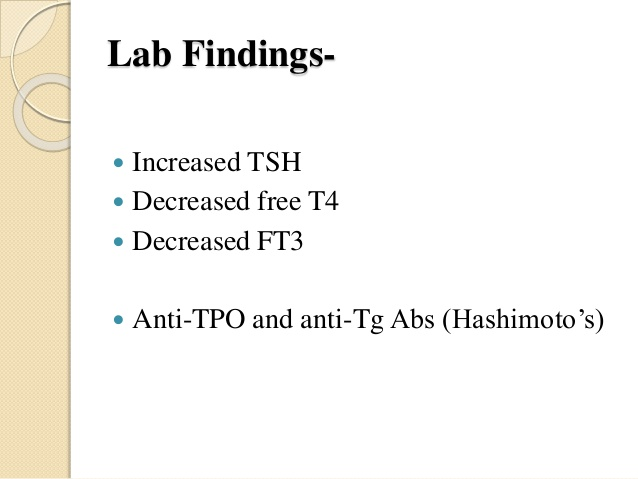 Lab Findings-
Increased TSH
Decreased free T4
Decreased FT3
Anti-TPO and anti-Tg Abs (Hashimoto’s)